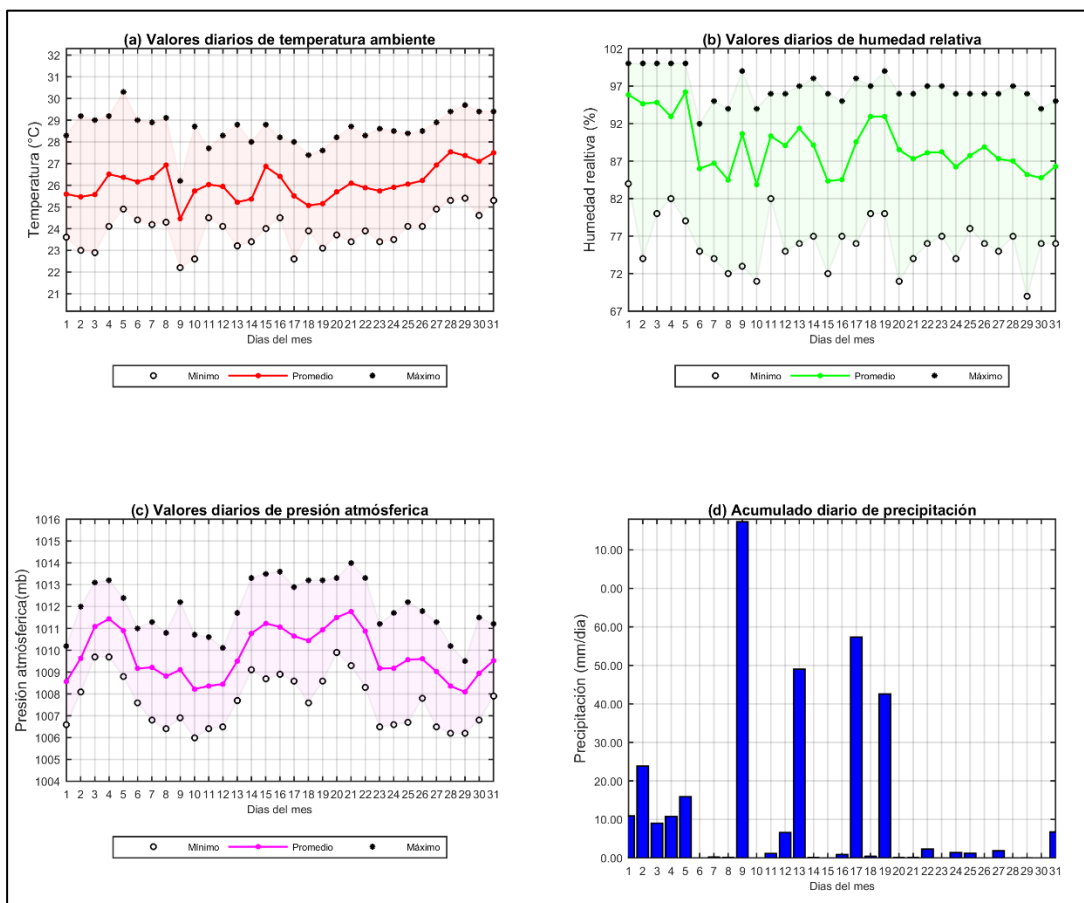 (a) Valores diarios de temperatura ambiente
32
31
30
29
28
27
26
25
24
23
22
21
Temperatura (°C)
1 2 3 4 5 6 7 8 9 10 11 12 13 14 15 16 17 18 19 20 21 22 23 24 25 26 27 28 29 30 31
Dias del mes
Mínimo Promedio Máximo
(b) Valores diarios de humedad relativa
102
97
92
87
82
77
72
67
Humedad realtiva (%)
1 2 3 4 5 6 7 8 9 10 11 12 13 14 15 16 17 18 19 20 21 22 23 24 25 26 27 28 29 30 31
Dias del mes
Mínimo Promedio Máximo
(c) Valores diarios de presión atmósferica
1016
1015
1014
1013
1012
1011
1010
1009
1008
1007
1006
1005
1004
Presión atmósferica(mb)
1 2 3 4 5 6 7 8 9 10 11 12 13 14 15 16 17 18 19 20 21 22 23 24 25 26 27 28 29 30 31
Dias del mes
Mínimo Promedio Máximo
(d) Acumulado diario de precipitación
10.00
0.00
60.00
50.00
40.00
30.00
20.00
10.00
0.00
Precipitación (mm/dia)
1 2 3 4 5 6 7 8 9 10 11 12 13 14 15 16 17 18 19 20 21 22 23 24 25 26 27 28 29 30 31
Dias del mes